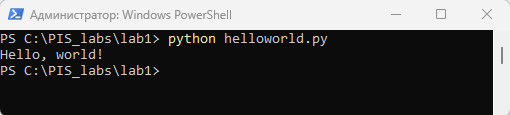 Администратор: Windows PowerShell
PS C:\PIS_labs\lab1> python helloworld.py
Hello, world!
PS C:\PIS_labs\lab1>